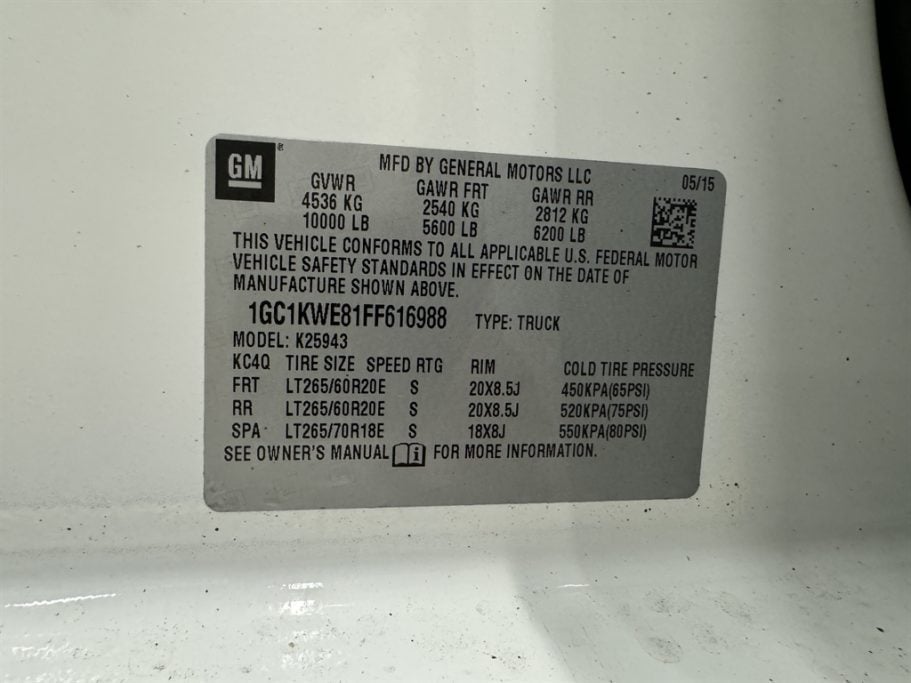 GM®
MFD BY GENERAL MOTORS LLC 05/15
GVWR GAWR FRT GAWR RR
4536 KG 2540 KG 2812 KG
10000 LB 5600 LB 6200 LB
THIS VEHICLE CONFORMS TO ALL APPLICABLE U.S. FEDERAL MOTOR
VEHICLE SAFETY STANDARDS IN EFFECT ON THE DATE OF
MANUFACTURE SHOWN ABOVE.
1GC1KWE81FF616988 TYPE: TRUCK
MODEL: K25943
KC4Q TIRE SIZE SPEED RTG RIM COLD TIRE PRESSURE
FRT LT265/60R20E S 20X8.5J 450KPA(65PSI)
RR LT265/60R20E S 20X8.5J 520KPA(75PSI)
SPA LT265/70R18E S 18X8J 550KPA(80PSI)
SEE OWNER'S MANUAL i FOR MORE INFORMATION.